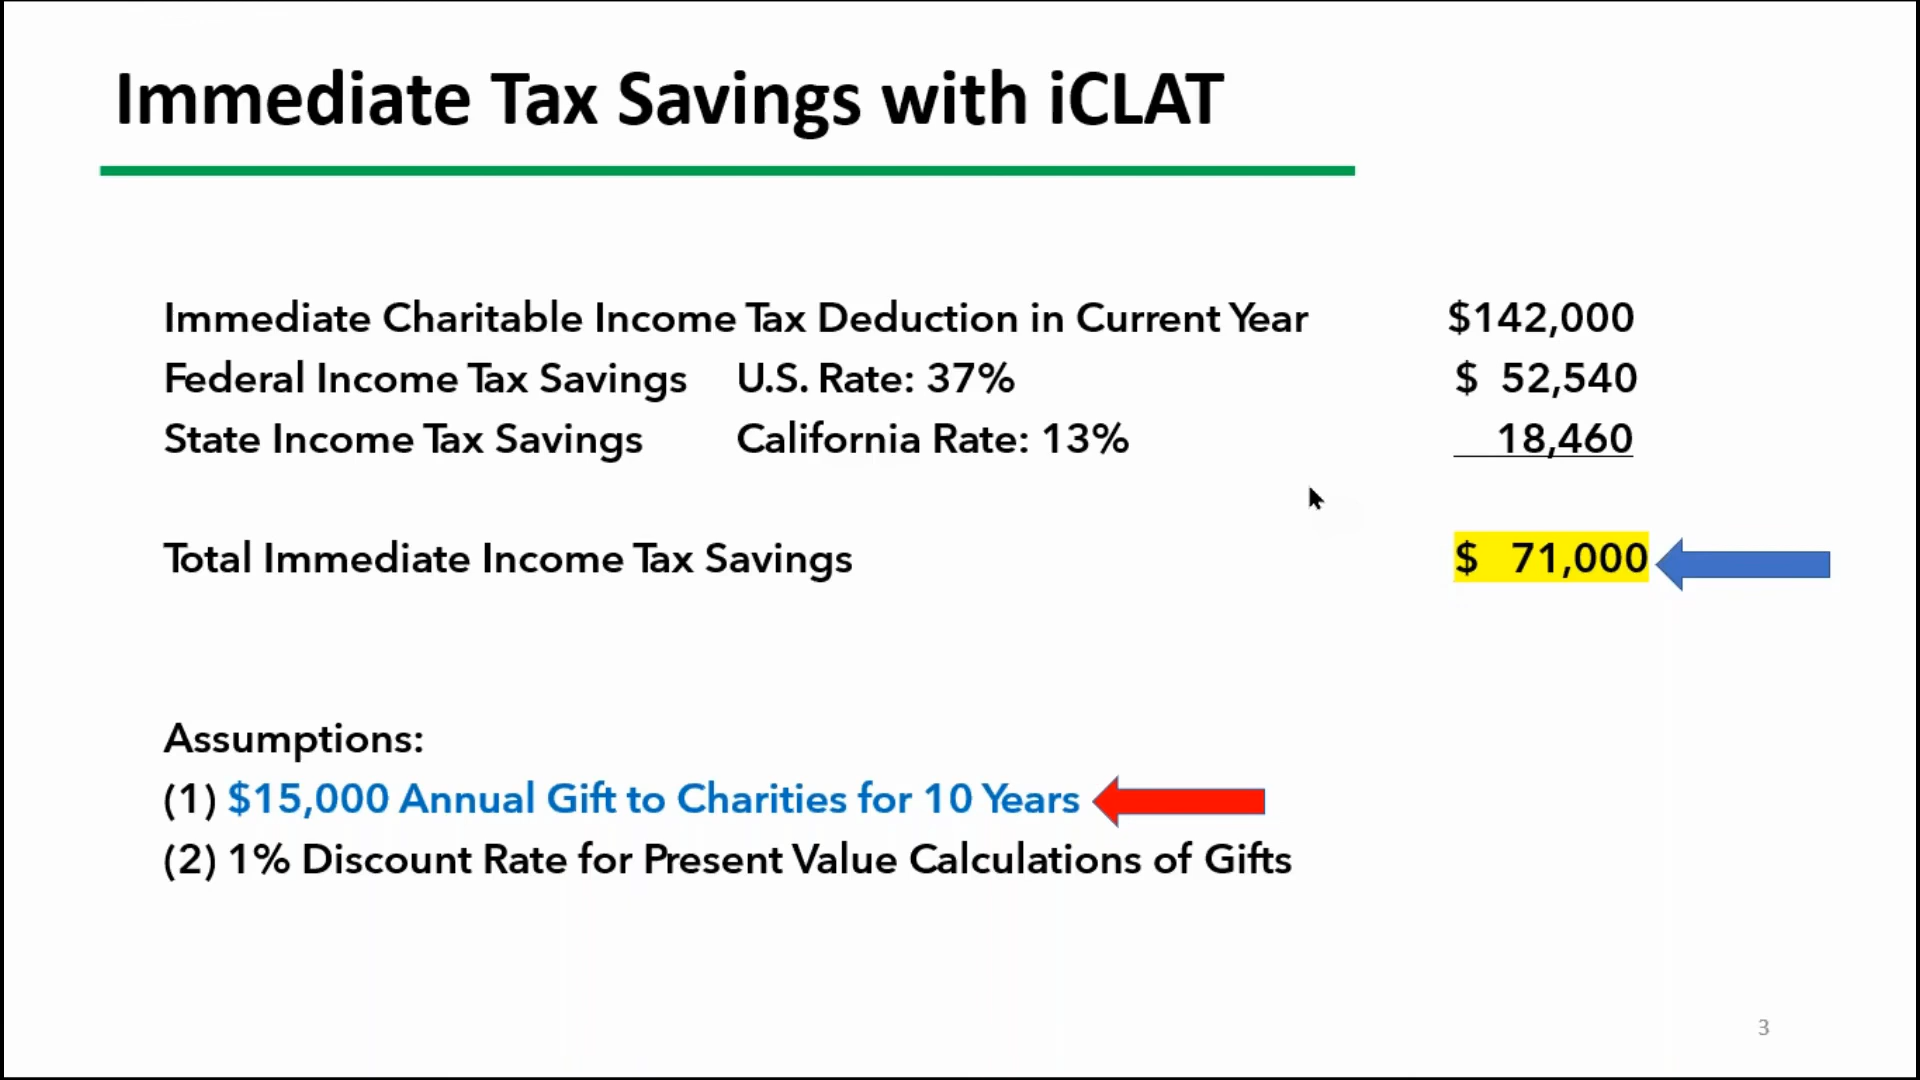 Immediate Tax Savings with iCLAT
Immediate Charitable Income Tax Deduction in Current Year $142,000
Federal Income Tax Savings U.S. Rate: 37% $ 52,540
State Income Tax Savings California Rate: 13% 18,460
Total Immediate Income Tax Savings $ 71,000
Assumptions:
(1) $15,000 Annual Gift to Charities for 10 Years
(2) 1% Discount Rate for Present Value Calculations of Gifts
3